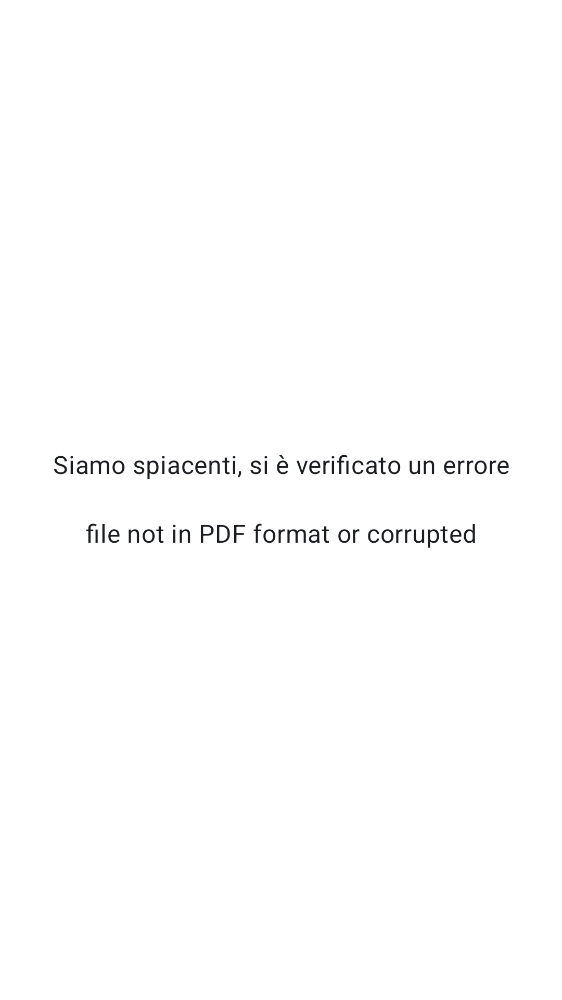 Siamo spiacenti, si è verificato un errore
file not in PDF format or corrupted